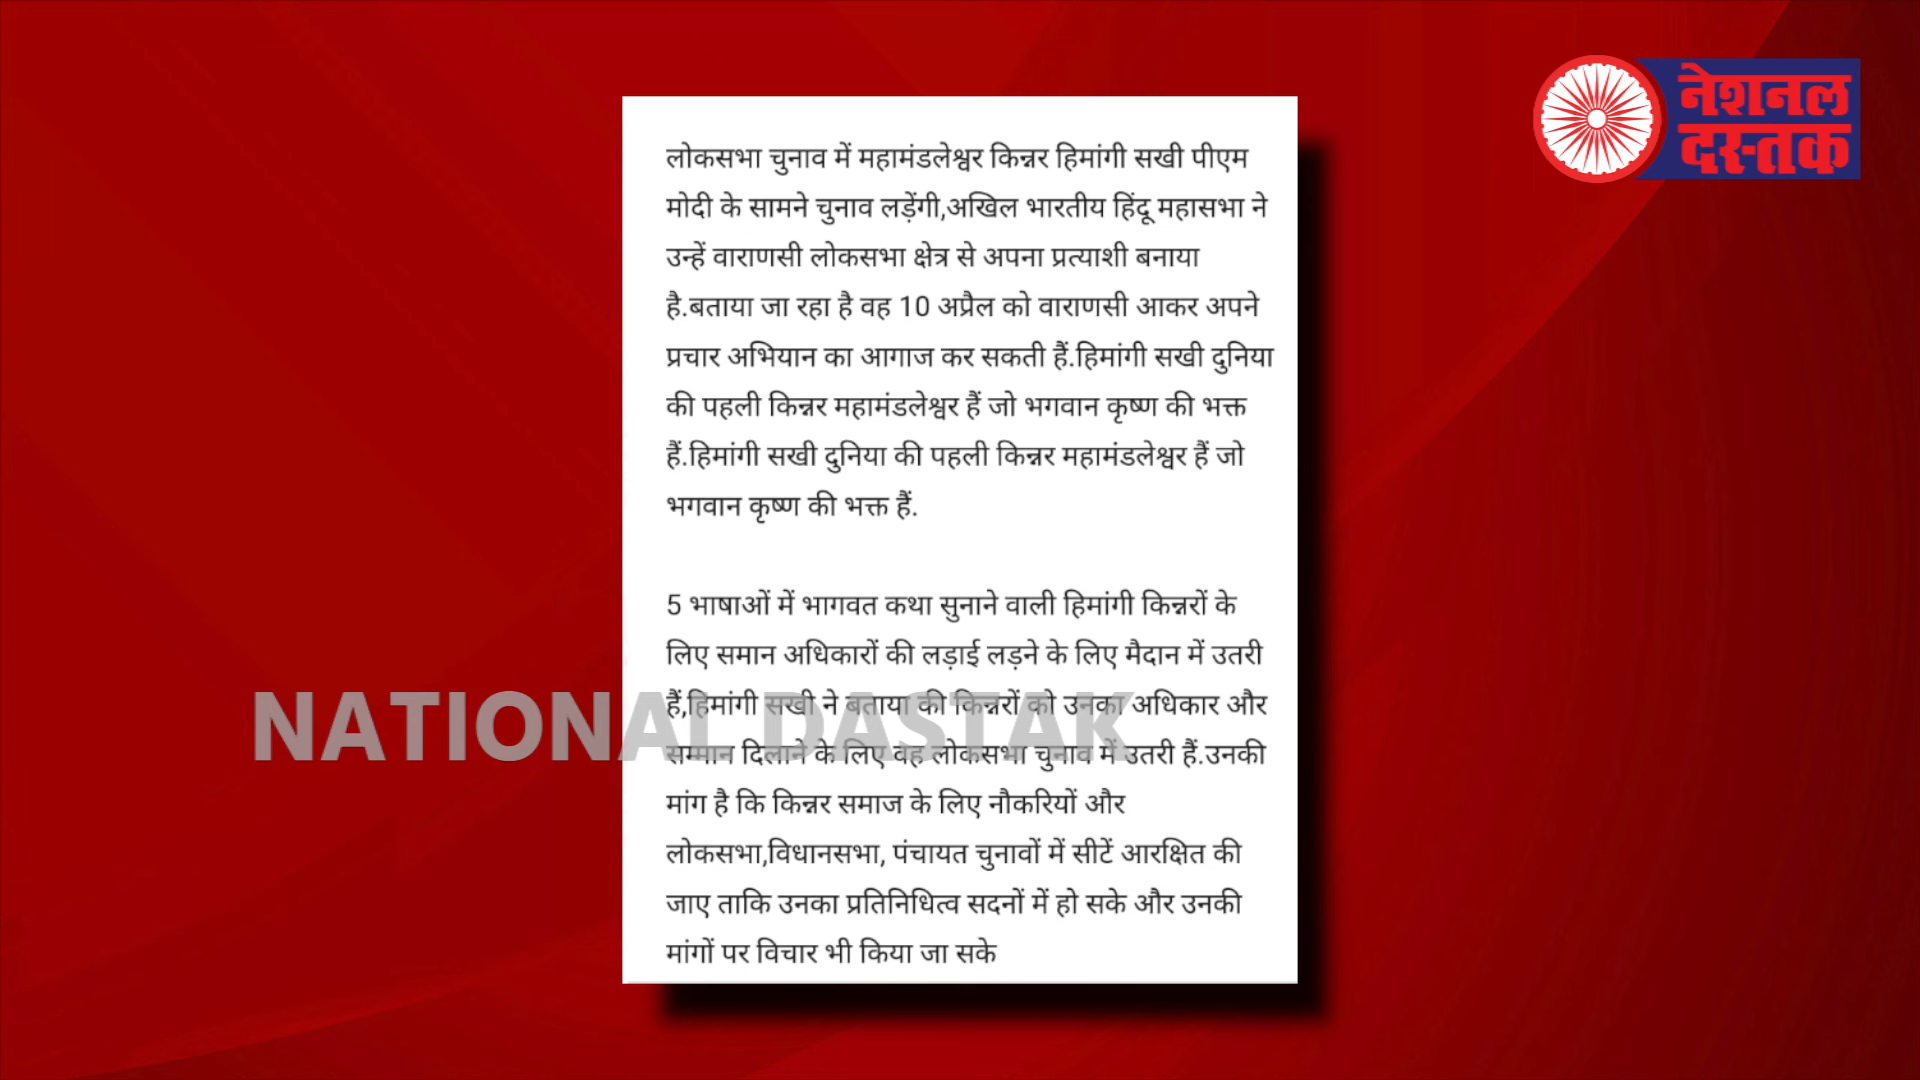 नेशनल
दस्तक
लोकसभा चुनाव में महामंडलेश्वर किन्नर हिमांगी सखी पीएम
मोदी के सामने चुनाव लड़ेंगी,अखिल भारतीय हिंदू महासभा ने
उन्हें वाराणसी लोकसभा क्षेत्र से अपना प्रत्याशी बनाया
है.बताया जा रहा है वह 10 अप्रैल को वाराणसी आकर अपने
प्रचार अभियान का आगाज कर सकती हैं.हिमांगी सखी दुनिया
की पहली किन्नर महामंडलेश्वर हैं जो भगवान कृष्ण की भक्त
हैं.हिमांगी सखी दुनिया की पहली किन्नर महामंडलेश्वर हैं जो
भगवान कृष्ण की भक्त हैं.
5 भाषाओं में भागवत कथा सुनाने वाली हिमांगी किन्नरों के
लिए समान अधिकारों की लड़ाई लड़ने के लिए मैदान में उतरी
हैं,हिमांगी सखी ने बताया की किन्नरों को उनका अधिकार और
सम्मान दिलाने के लिए वह लोकसभा चुनाव में उतरी हैं.उनकी
मांग है कि किन्नर समाज के लिए नौकरियों और
लोकसभा,विधानसभा, पंचायत चुनावों में सीटें आरक्षित की
जाए ताकि उनका प्रतिनिधित्व सदनों में हो सके और उनकी
मांगों पर विचार भी किया जा सके
NATIONAL DASTAK